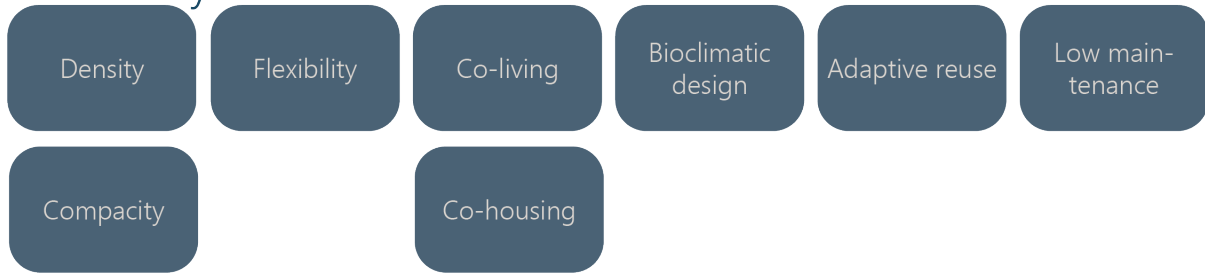 Density
Flexibility
Co-living
Bioclimatic
design
Adaptive reuse
Low main-
tenance
Compacity
Co-housing